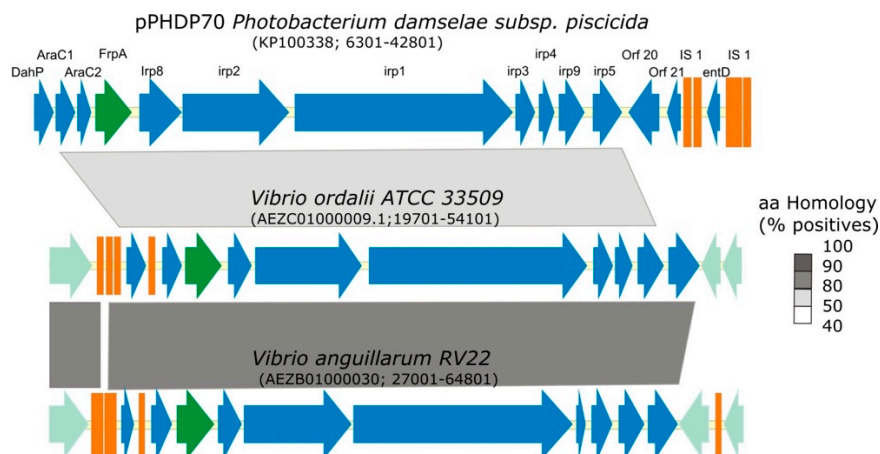 pPHDP70 Photobacterium damselae subsp. piscicida
(KP100338; 6301-42801)
AraC1 FrpA irp4 Orf 20 IS 1 IS 1
DahP AraC2 Irp8 irp2 irp1 irp3 irp9 irp5 Orf 21 entD
Vibrio ordalii ATCC 33509
(AEZC01000009.1;19701-54101)
aa Homology
(% positives)
100
90
80
50
40
Vibrio anguillarum RV22
(AEZB01000030; 27001-64801)